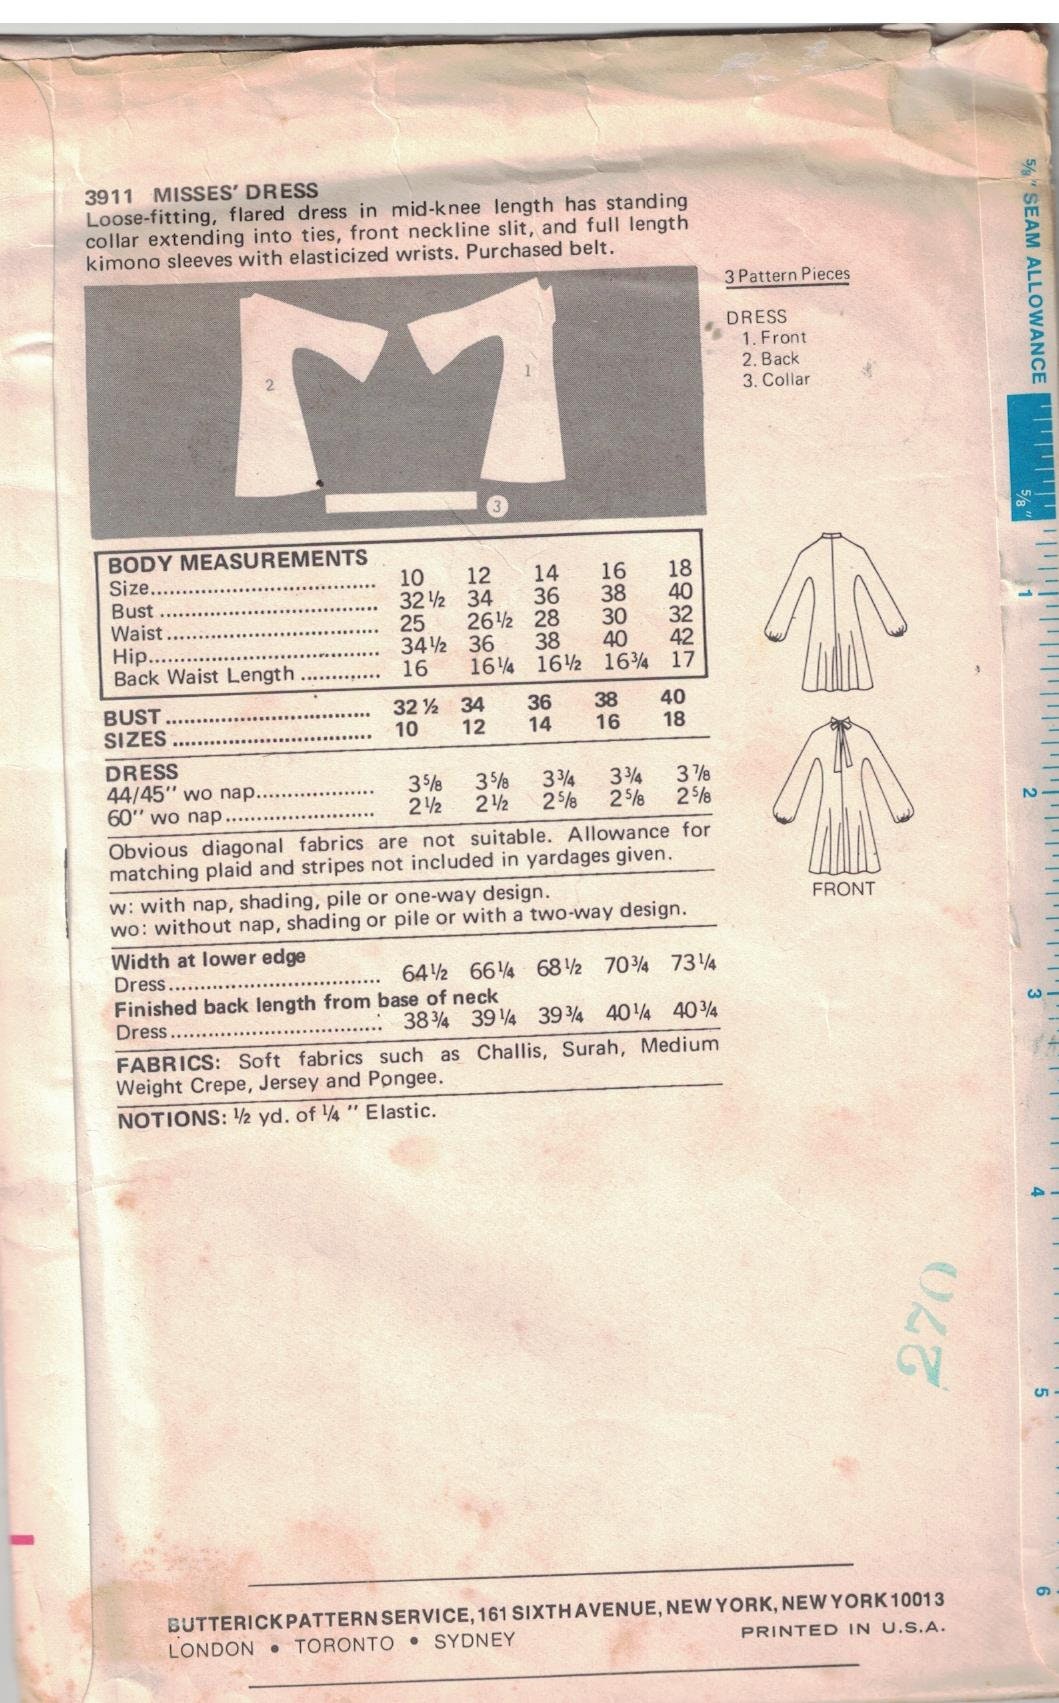 3911 MISSES' DRESS
Loose-fitting, flared dress in mid-knee length has standing
collar extending into ties, front neckline slit, and full length
kimono sleeves with elasticized wrists. Purchased belt.
2
1
3
3 Pattern Pieces
DRESS
1. Front
2. Back
3. Collar
BODY MEASUREMENTS
Size 10 12 14 16 18
Bust 32½ 34 36 38 40
Waist 25 26½ 28 30 32
Hip 34½ 36 38 40 42
Back Waist Length 16 16¼ 16½ 16¾ 17
BUST 32 ½ 34 36 38 40
SIZES 10 12 14 16 18
DRESS
44/45" wo nap 3⅝ 3⅝ 3¾ 3¾ 3⅞
60" wo nap 2½ 2½ 2⅝ 2⅝ 2⅝
Obvious diagonal fabrics are not suitable. Allowance for
matching plaid and stripes not included in yardages given.
w: with nap, shading, pile or one-way design.
wo: without nap, shading or pile or with a two-way design.
Width at lower edge
Dress 64½ 66¼ 68½ 70¾ 73¼
Finished back length from base of neck
Dress 38¾ 39¼ 39¾ 40¼ 40¾
FABRICS: Soft fabrics such as Challis, Surah, Medium
Weight Crepe, Jersey and Pongee.
NOTIONS: ½ yd. of ¼ " Elastic.
FRONT
270
BUTTERICK PATTERN SERVICE, 161 SIXTH AVENUE, NEW YORK, NEW YORK 10013
LONDON • TORONTO • SYDNEY
PRINTED IN U.S.A.
⅝" SEAM ALLOWANCE
⅝"
1
2
3
4
5
6